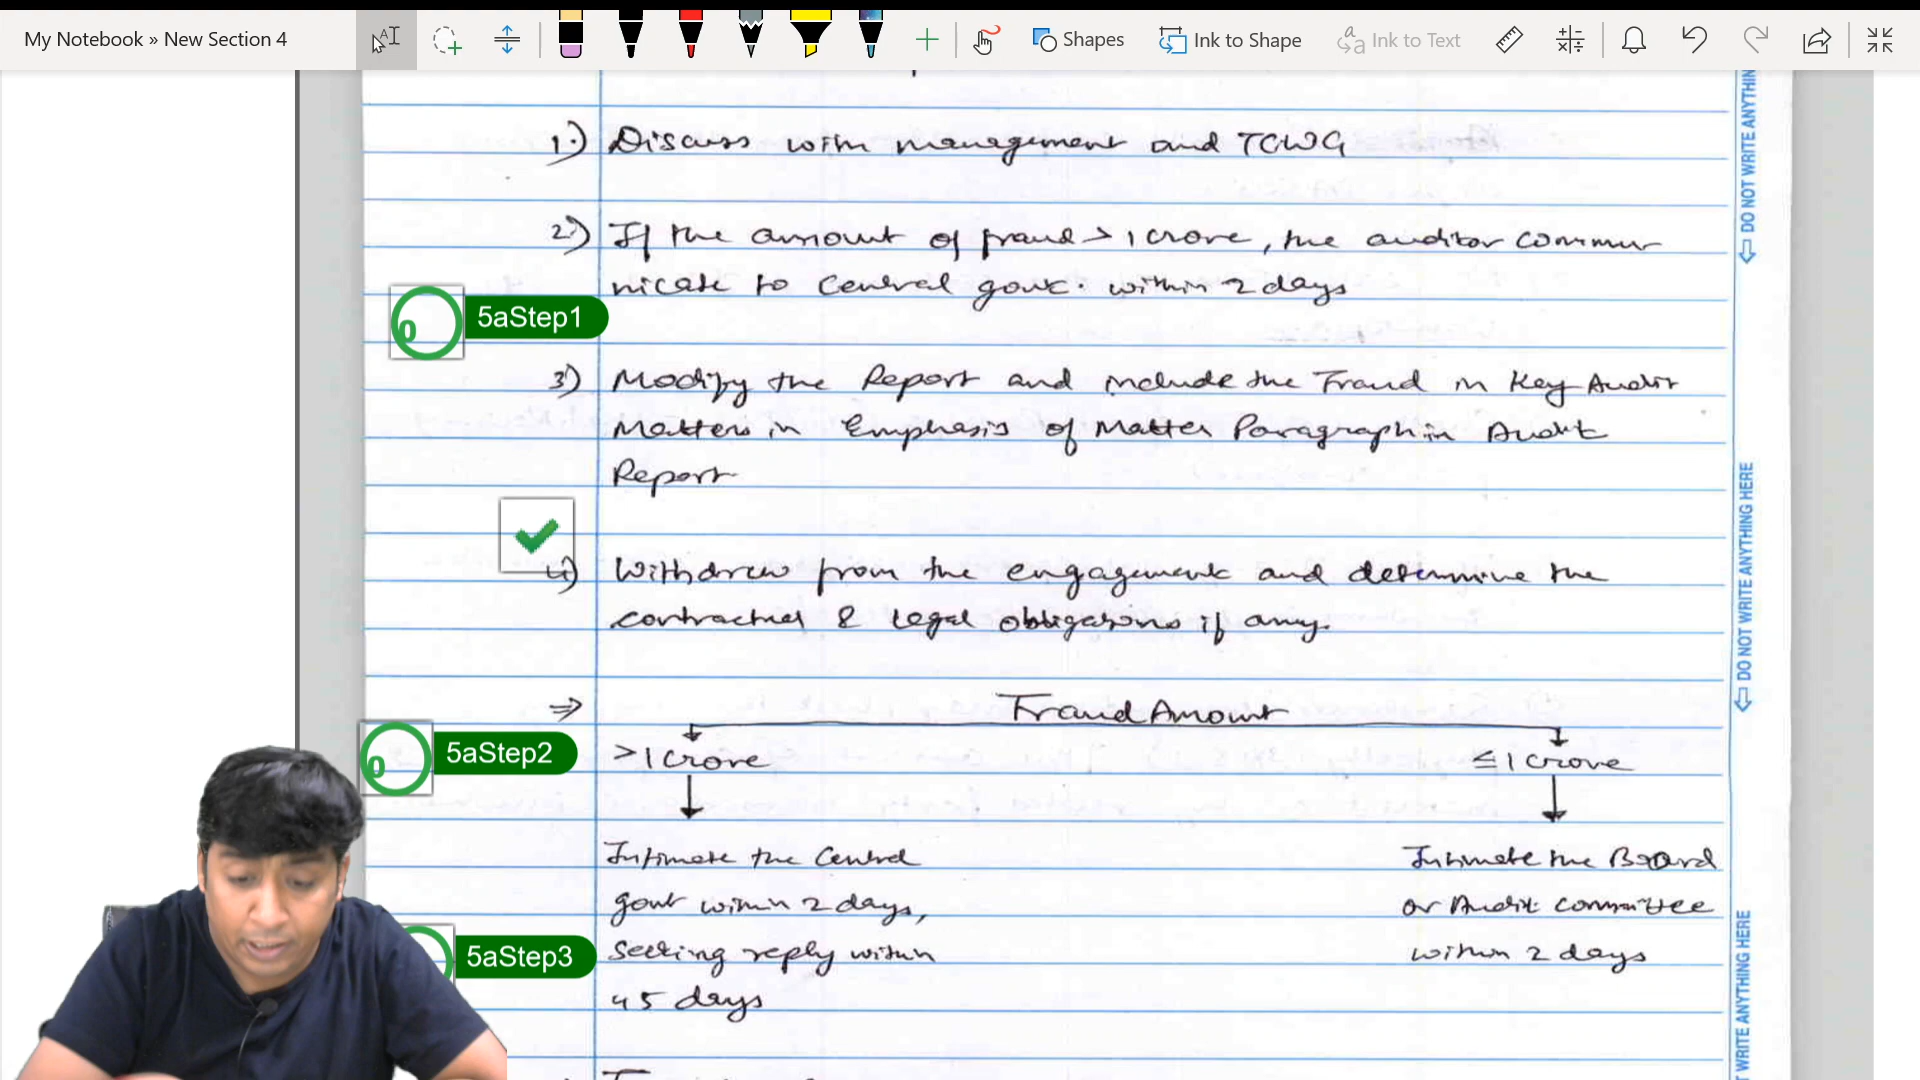 My Notebook » New Section 4
Shapes
Ink to Shape
Ink to Text
1.) Discuss with management and TCWG
2.) If the amount of fraud > 1 crore, the auditor commu
nicate to Central govt. within 2 days
5aStep1
0
3) Modify the Report and include the Fraud in Key Audit
Matters in Emphasis of Matter Paragraph in Audit
Report
4) Withdrew from the engagement and determine the
contractual & legal obligations if any.
⇒ Fraud Amount
5aStep2
0
> 1 crore
≤ 1 crore
Intimate the Central
govt within 2 days,
seeking reply within
45 days
Intimate the Board
or Audit committee
within 2 days
5aStep3
DO NOT WRITE ANYTHIN
DO NOT WRITE ANYTHING HERE
WRITE ANYTHING HERE